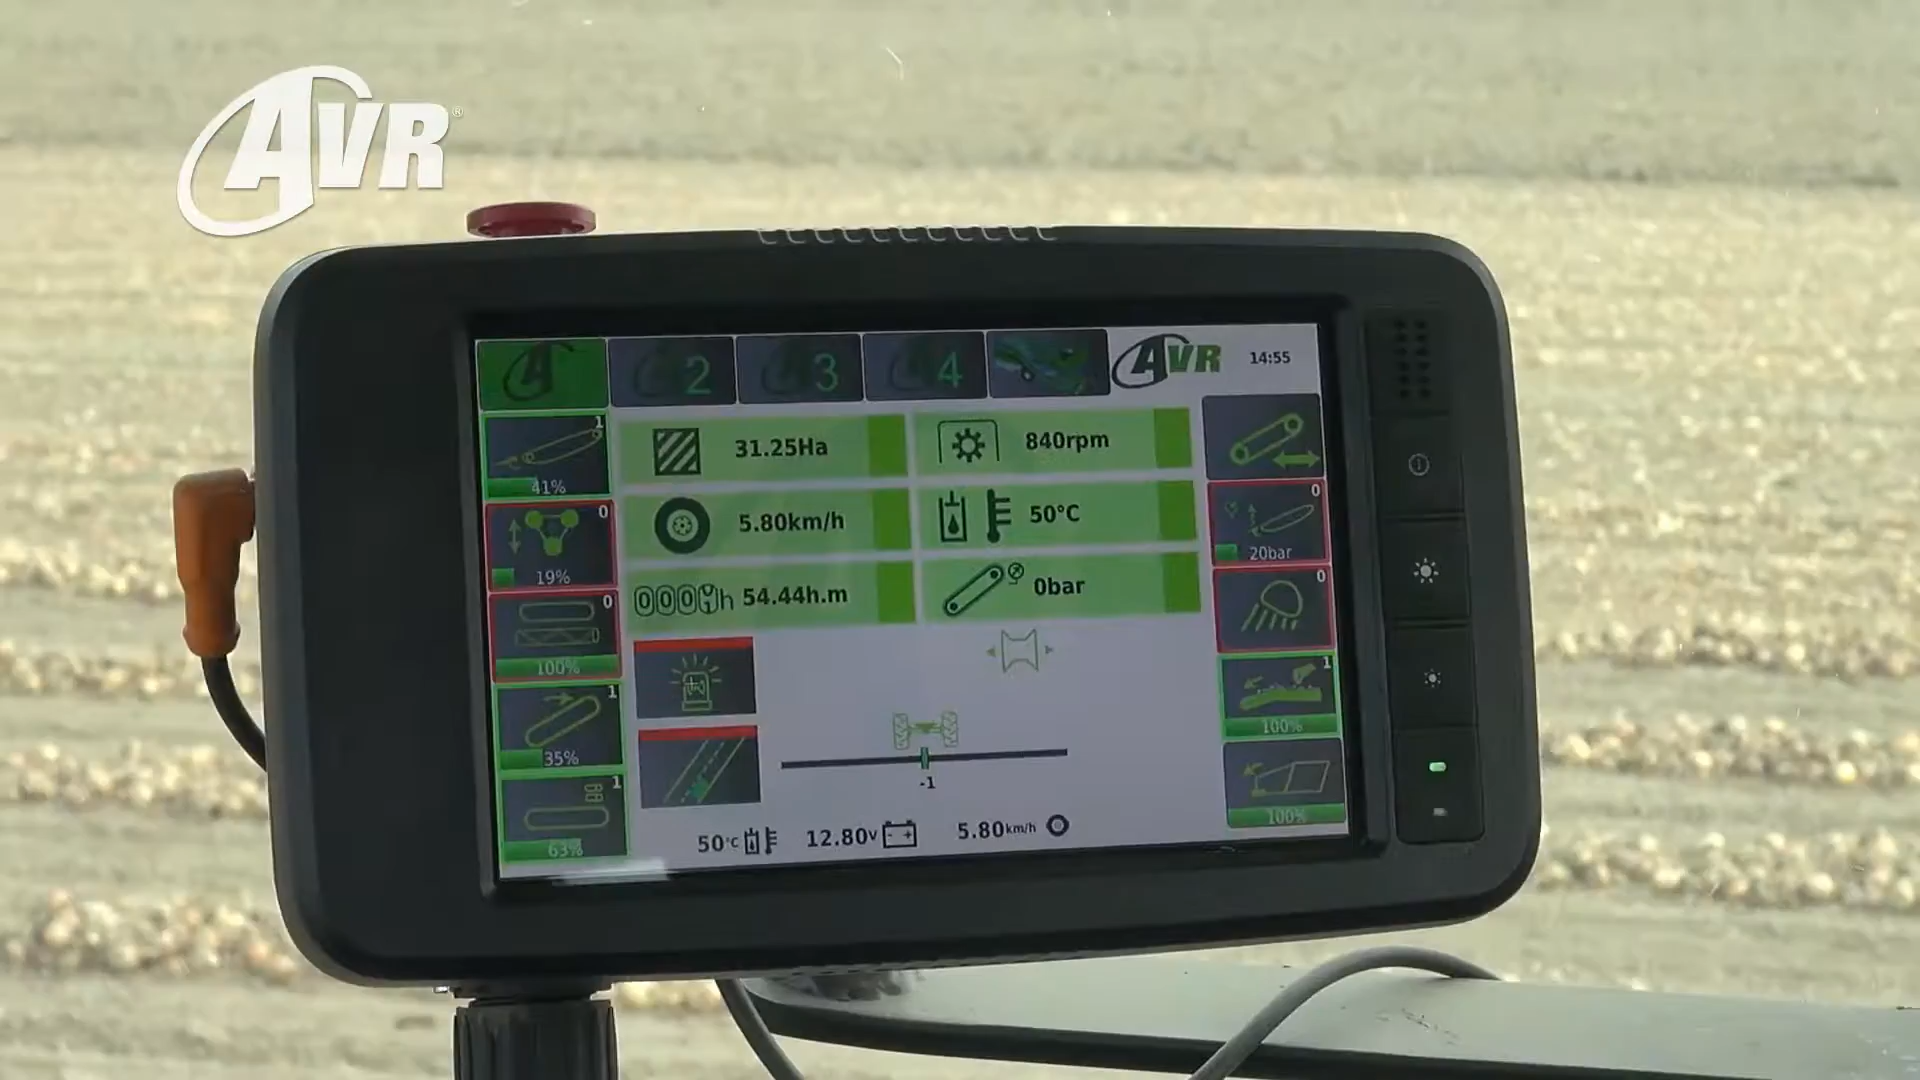 AVR®
2 3 4 AVR 14:55
1 41%
31.25Ha
840rpm
0 20bar
0 19%
5.80km/h
50°C
0
0 100%
h 54.44h.m
0bar
1 35%
1 100%
-1
1 63%
100%
50°C 12.80v 5.80km/h